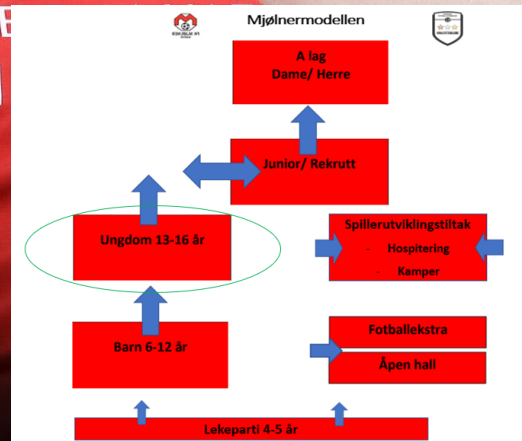 Mjølnermodellen
A lag
Dame/ Herre
Junior/ Rekrutt
Ungdom 13-16 år
Spillerutviklingstiltak
- Hospitering
- Kamper
Barn 6-12 år
Fotballekstra
Åpen hall
Lekeparti 4-5 år